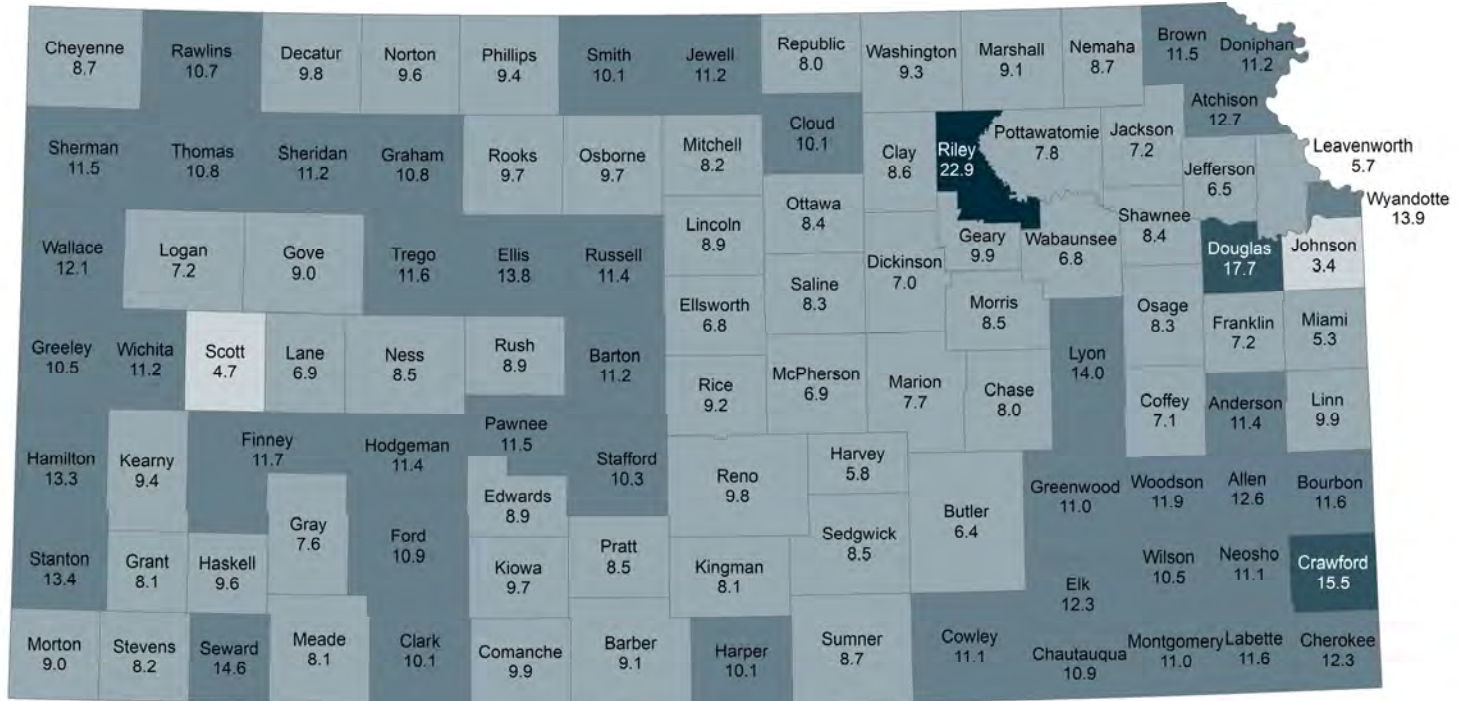 Cheyenne
8.7
Rawlins
10.7
Decatur
9.8
Norton
9.6
Phillips
9.4
Smith
10.1
Jewell
11.2
Republic
8.0
Washington
9.3
Marshall
9.1
Nemaha
8.7
Brown
11.5
Doniphan
11.2
Atchison
12.7
Sherman
11.5
Thomas
10.8
Sheridan
11.2
Graham
10.8
Rooks
9.7
Osborne
9.7
Mitchell
8.2
Cloud
10.1
Clay
8.6
Riley
22.9
Pottawatomie
7.8
Jackson
7.2
Jefferson
6.5
Leavenworth
5.7
Wyandotte
13.9
Wallace
12.1
Logan
7.2
Gove
9.0
Trego
11.6
Ellis
13.8
Russell
11.4
Lincoln
8.9
Ottawa
8.4
Dickinson
7.0
Geary
9.9
Wabaunsee
6.8
Shawnee
8.4
Douglas
17.7
Johnson
3.4
Ellsworth
6.8
Saline
8.3
Morris
8.5
Osage
8.3
Franklin
7.2
Miami
5.3
Greeley
10.5
Wichita
11.2
Scott
4.7
Lane
6.9
Ness
8.5
Rush
8.9
Barton
11.2
Rice
9.2
McPherson
6.9
Marion
7.7
Chase
8.0
Lyon
14.0
Coffey
7.1
Anderson
11.4
Linn
9.9
Hamilton
13.3
Kearny
9.4
Finney
11.7
Hodgeman
11.4
Pawnee
11.5
Stafford
10.3
Edwards
8.9
Reno
9.8
Harvey
5.8
Butler
6.4
Greenwood
11.0
Woodson
11.9
Allen
12.6
Bourbon
11.6
Gray
7.6
Ford
10.9
Sedgwick
8.5
Stanton
13.4
Grant
8.1
Haskell
9.6
Kiowa
9.7
Pratt
8.5
Kingman
8.1
Elk
12.3
Wilson
10.5
Neosho
11.1
Crawford
15.5
Morton
9.0
Stevens
8.2
Seward
14.6
Meade
8.1
Clark
10.1
Comanche
9.9
Barber
9.1
Harper
10.1
Sumner
8.7
Cowley
11.1
Chautauqua
10.9
Montgomery
11.0
Labette
11.6
Cherokee
12.3